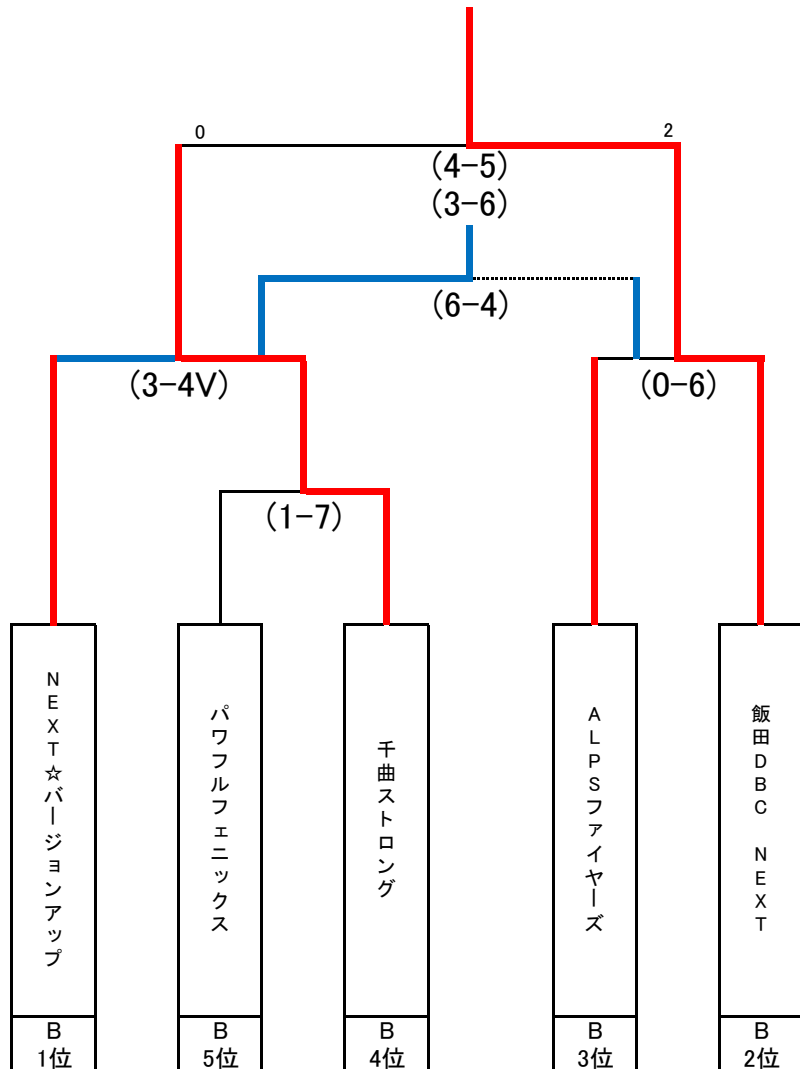 0
2
(4-5)
(3-6)
(6-4)
(3-4V)
(0-6)
(1-7)
NEXT☆バージョンアップ
パワフルフェニックス
千曲ストロング
ALPSファイヤーズ
飯田DBC NEXT
B
1位
B
5位
B
4位
B
3位
B
2位